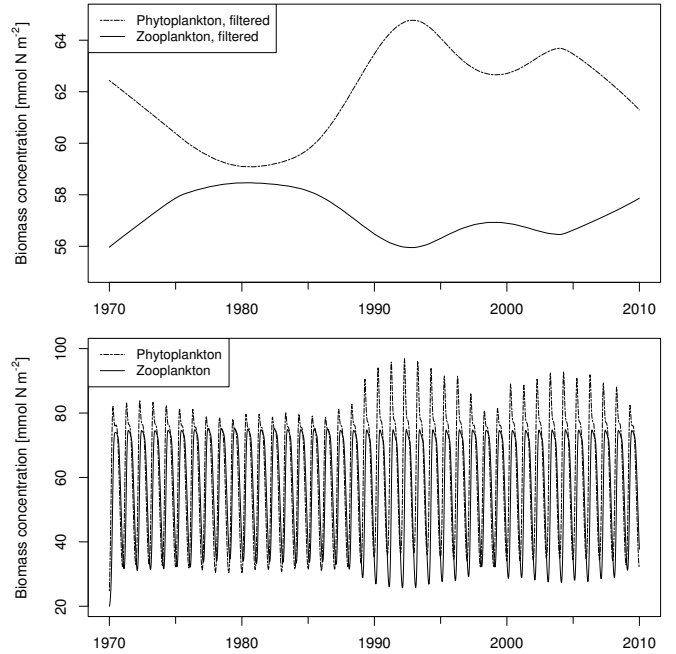 Phytoplankton, filtered
Zooplankton, filtered
Biomass concentration [mmol N m⁻²]
64
62
60
58
56
1970 1980 1990 2000 2010
Phytoplankton
Zooplankton
Biomass concentration [mmol N m⁻²]
100
80
60
40
20
1970 1980 1990 2000 2010